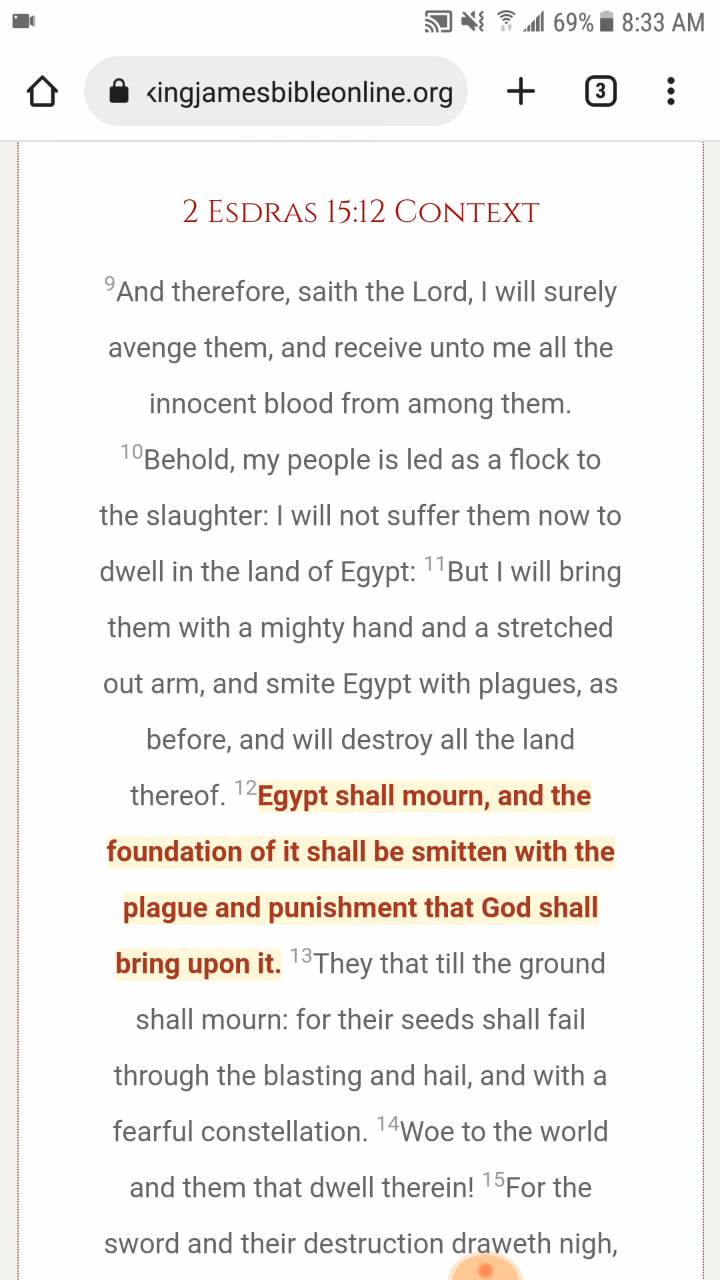 69% 8:33 AM
kingjamesbibleonline.org
3
2 Esdras 15:12 Context
9And therefore, saith the Lord, I will surely
avenge them, and receive unto me all the
innocent blood from among them.
10Behold, my people is led as a flock to
the slaughter: I will not suffer them now to
dwell in the land of Egypt: 11But I will bring
them with a mighty hand and a stretched
out arm, and smite Egypt with plagues, as
before, and will destroy all the land
thereof. 12Egypt shall mourn, and the
foundation of it shall be smitten with the
plague and punishment that God shall
bring upon it. 13They that till the ground
shall mourn: for their seeds shall fail
through the blasting and hail, and with a
fearful constellation. 14Woe to the world
and them that dwell therein! 15For the
sword and their destruction draweth nigh,